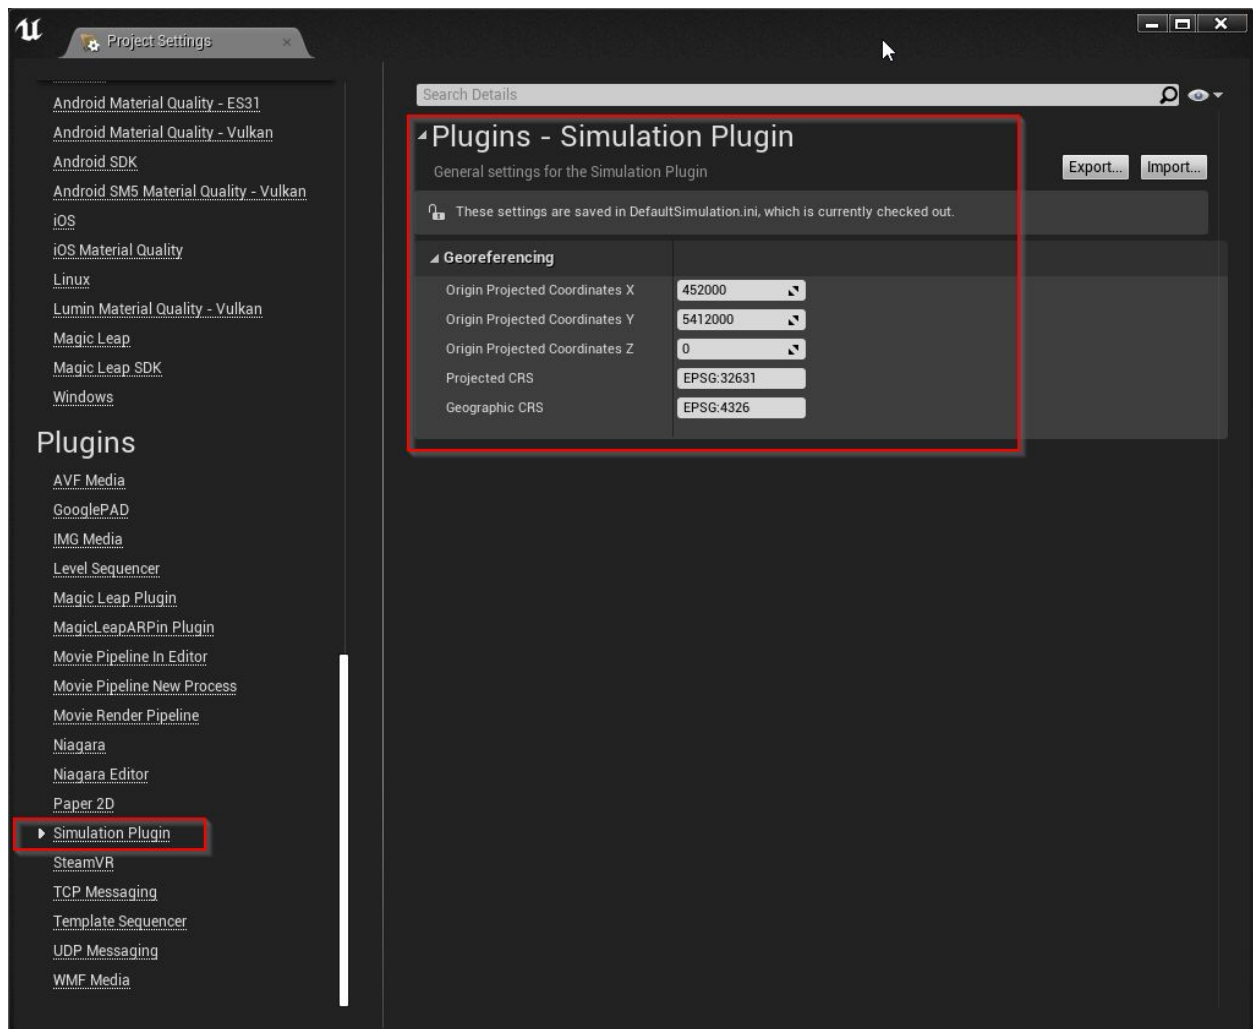 Project Settings
Android Material Quality - ES31
Android Material Quality - Vulkan
Android SDK
Android SM5 Material Quality - Vulkan
iOS
iOS Material Quality
Linux
Lumin Material Quality - Vulkan
Magic Leap
Magic Leap SDK
Windows
Plugins
AVF Media
GooglePAD
IMG Media
Level Sequencer
Magic Leap Plugin
MagicLeapARPin Plugin
Movie Pipeline In Editor
Movie Pipeline New Process
Movie Render Pipeline
Niagara
Niagara Editor
Paper 2D
Simulation Plugin
SteamVR
TCP Messaging
Template Sequencer
UDP Messaging
WMF Media
Search Details
Plugins - Simulation Plugin
General settings for the Simulation Plugin
Export... Import...
These settings are saved in DefaultSimulation.ini, which is currently checked out.
Georeferencing
Origin Projected Coordinates X 452000
Origin Projected Coordinates Y 5412000
Origin Projected Coordinates Z 0
Projected CRS EPSG:32631
Geographic CRS EPSG:4326